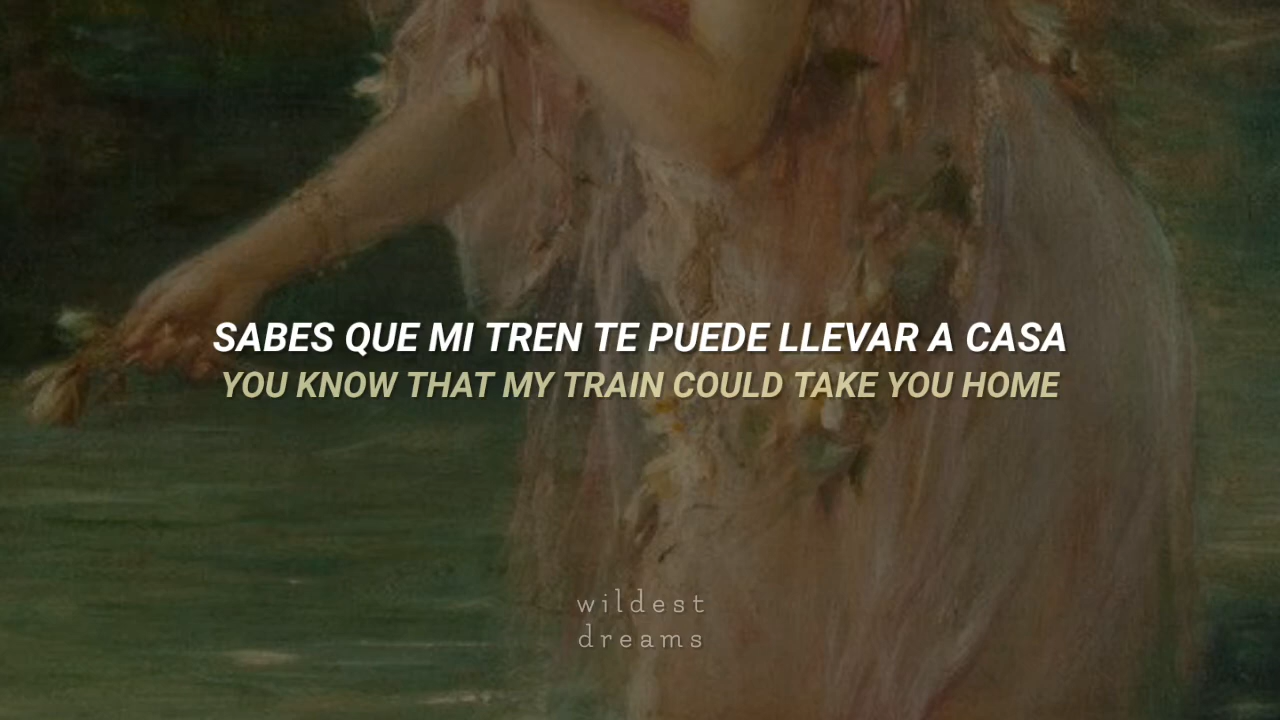 SABES QUE MI TREN TE PUEDE LLEVAR A CASA
YOU KNOW THAT MY TRAIN COULD TAKE YOU HOME
wildest
dreams